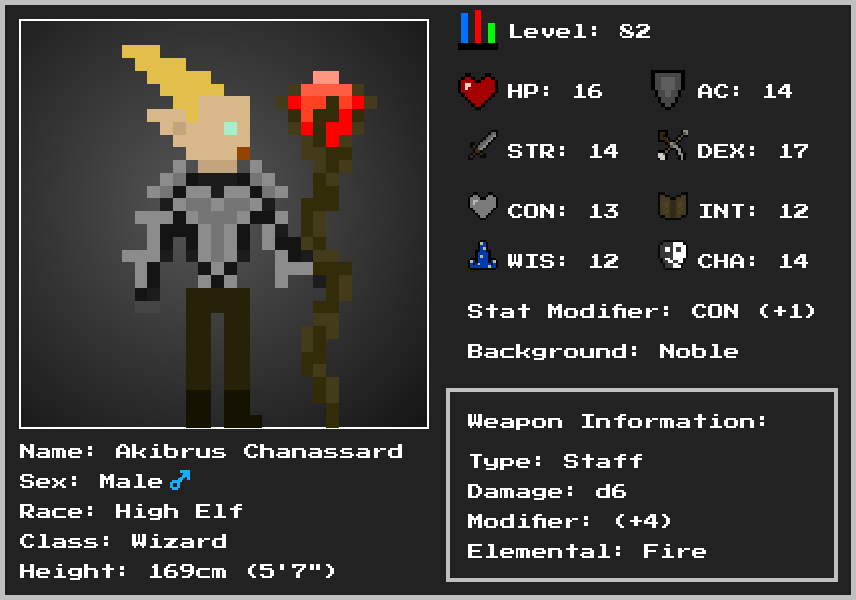 Level: 82
HP: 16
AC: 14
STR: 14
DEX: 17
CON: 13
INT: 12
WIS: 12
CHA: 14
Stat Modifier: CON (+1)
Background: Noble
Weapon Information:
Type: Staff
Damage: d6
Modifier: (+4)
Elemental: Fire
Name: Akibrus Chanassard
Sex: Male♂
Race: High Elf
Class: Wizard
Height: 169cm (5'7")